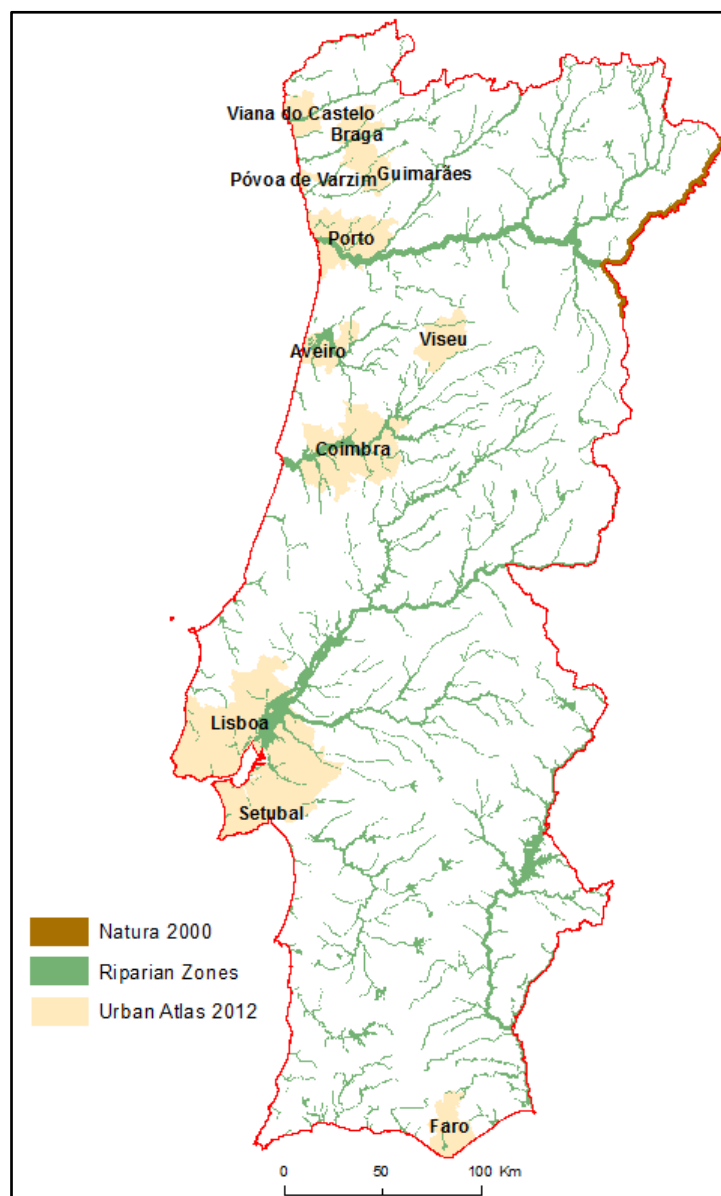 Viana do Castelo
Braga
Póvoa de Varzim
Guimarães
Porto
Aveiro
Viseu
Coimbra
Lisboa
Setubal
Natura 2000
Riparian Zones
Urban Atlas 2012
Faro
0 50 100 Km